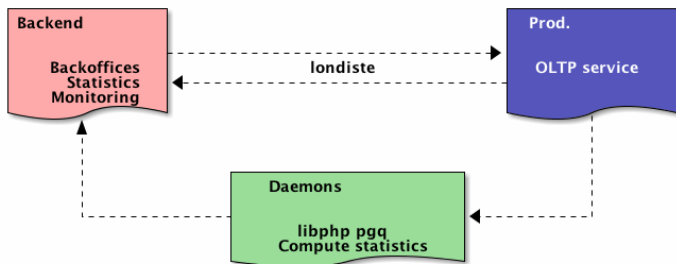 Backend
Backoffices
Statistics
Monitoring
londiste
Prod.
OLTP service
Daemons
libphp pgq
Compute statistics